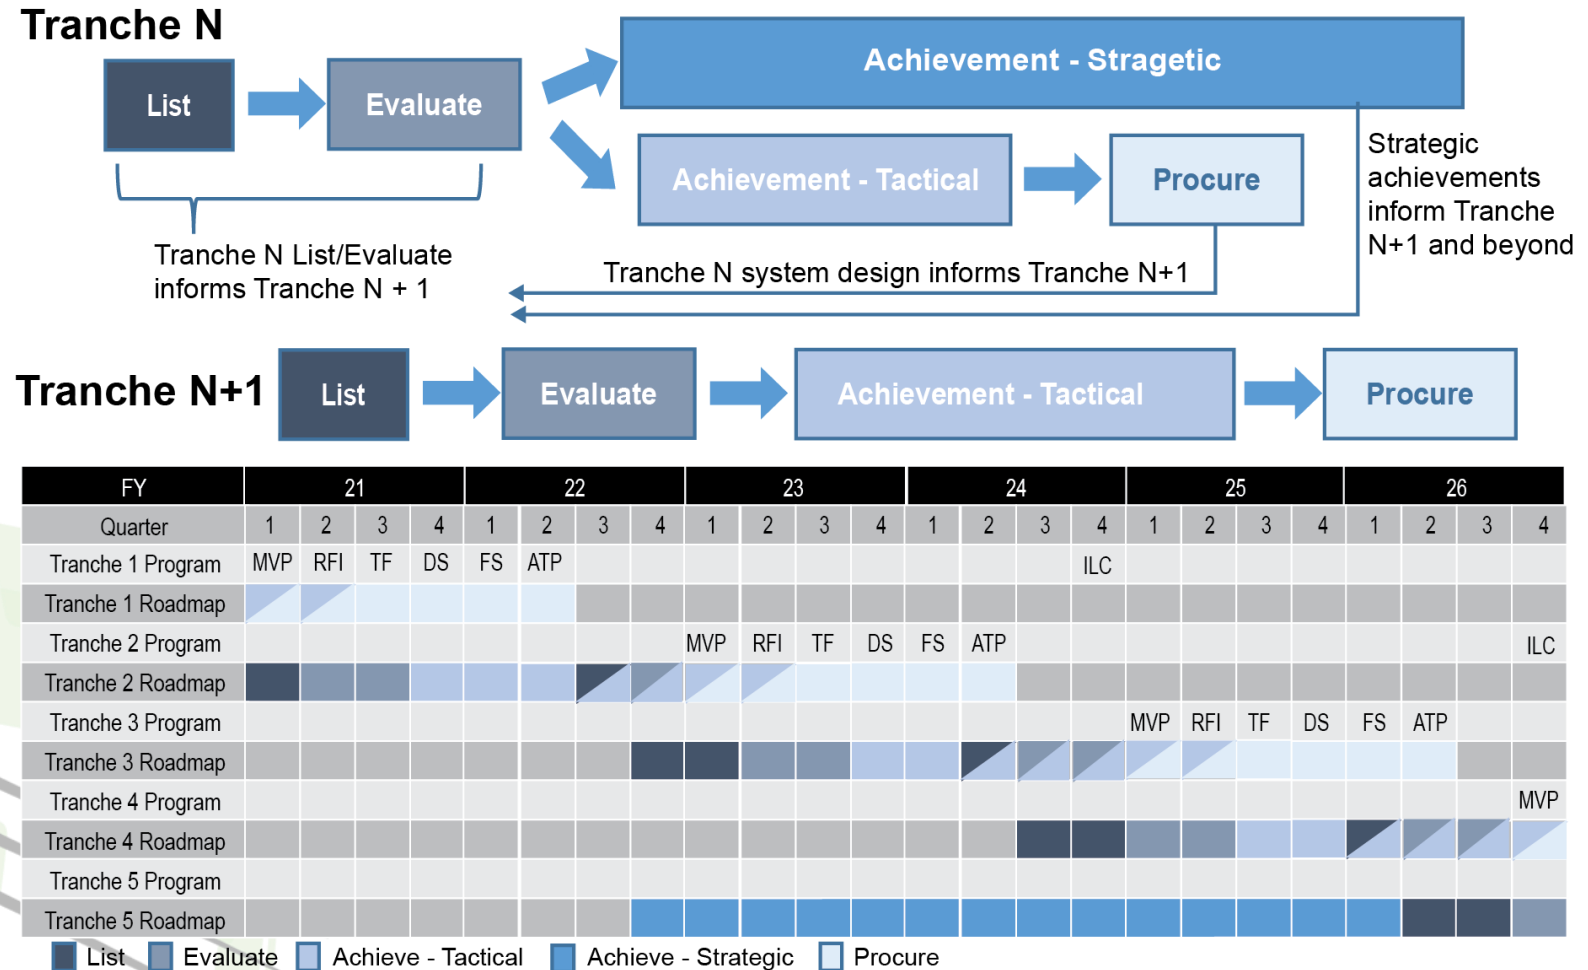 Tranche N
List
Evaluate
Achievement - Stragetic
Achievement - Tactical
Procure
Strategic
achievements
inform Tranche
N+1 and beyond
Tranche N List/Evaluate
informs Tranche N + 1
Tranche N system design informs Tranche N+1
Tranche N+1
List
Evaluate
Achievement - Tactical
Procure
FY 21 22 23 24 25 26
Quarter 1 2 3 4 1 2 3 4 1 2 3 4 1 2 3 4 1 2 3 4 1 2 3 4
Tranche 1 Program MVP RFI TF DS FS ATP ILC
Tranche 1 Roadmap
Tranche 2 Program MVP RFI TF DS FS ATP ILC
Tranche 2 Roadmap
Tranche 3 Program MVP RFI TF DS FS ATP
Tranche 3 Roadmap
Tranche 4 Program MVP
Tranche 4 Roadmap
Tranche 5 Program
Tranche 5 Roadmap
List Evaluate Achieve - Tactical Achieve - Strategic Procure